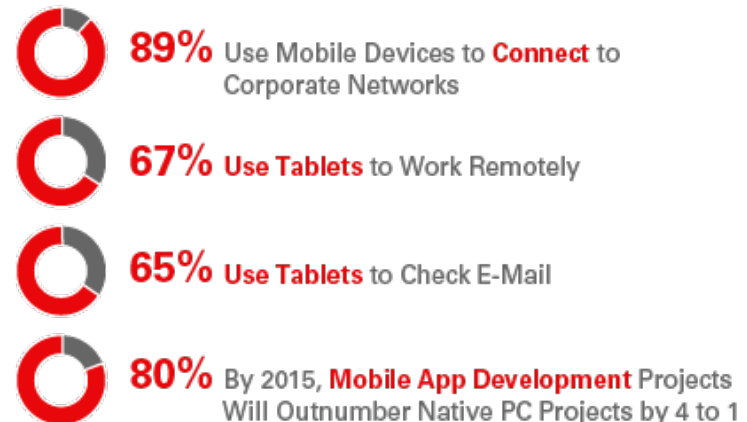 89% Use Mobile Devices to Connect to
Corporate Networks
67% Use Tablets to Work Remotely
65% Use Tablets to Check E-Mail
80% By 2015, Mobile App Development Projects
Will Outnumber Native PC Projects by 4 to 1